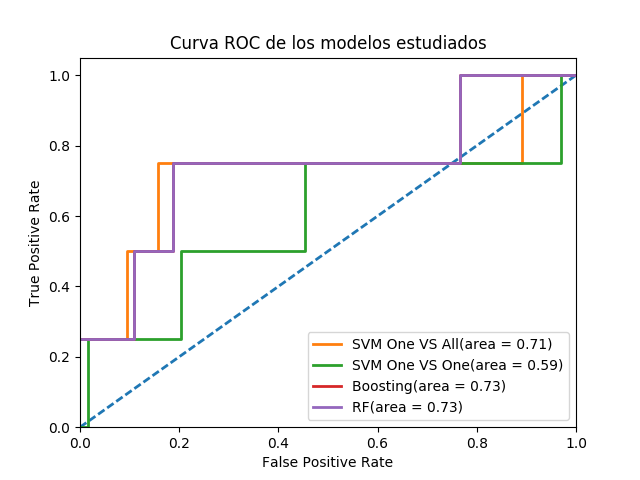 Curva ROC de los modelos estudiados
1.0
0.8
0.6
0.4
0.2
0.0
True Positive Rate
SVM One VS All(area = 0.71)
SVM One VS One(area = 0.59)
Boosting(area = 0.73)
RF(area = 0.73)
0.0 0.2 0.4 0.6 0.8 1.0
False Positive Rate